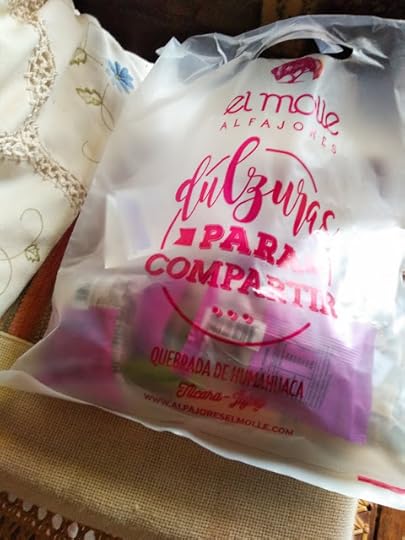 el molle
ALFAJORES
dulzuras
PARA
COMPARTIR
...
QUEBRADA DE HUMAHUACA
Tilcara-Jujuy
WWW.ALFAJORESELMOLLE.COM